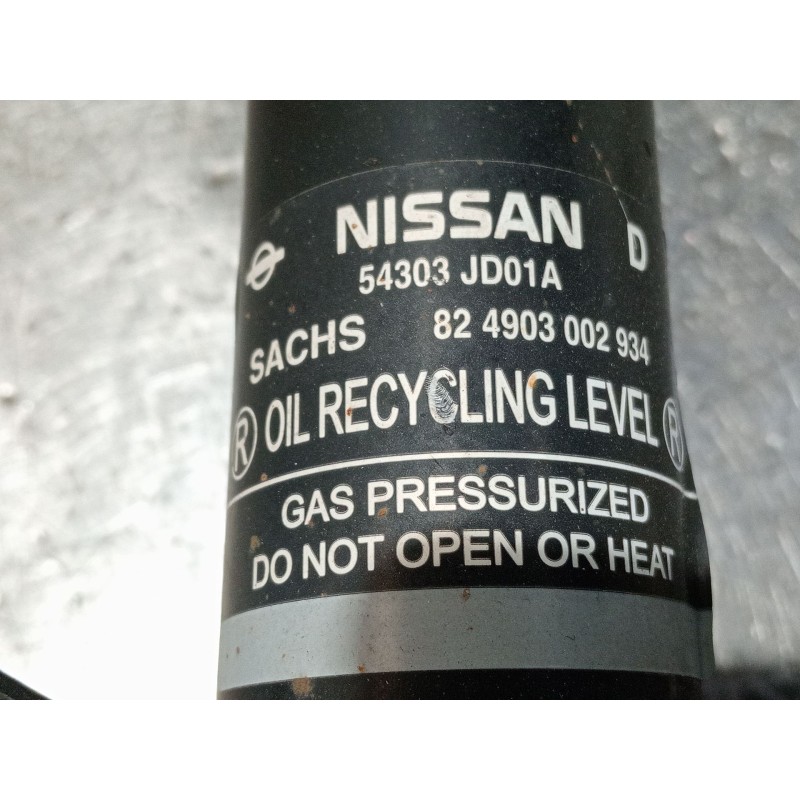 NISSAN D
54303 JD01A
SACHS 82 4903 002 934
R OIL RECYCLING LEVEL R
GAS PRESSURIZED
DO NOT OPEN OR HEAT